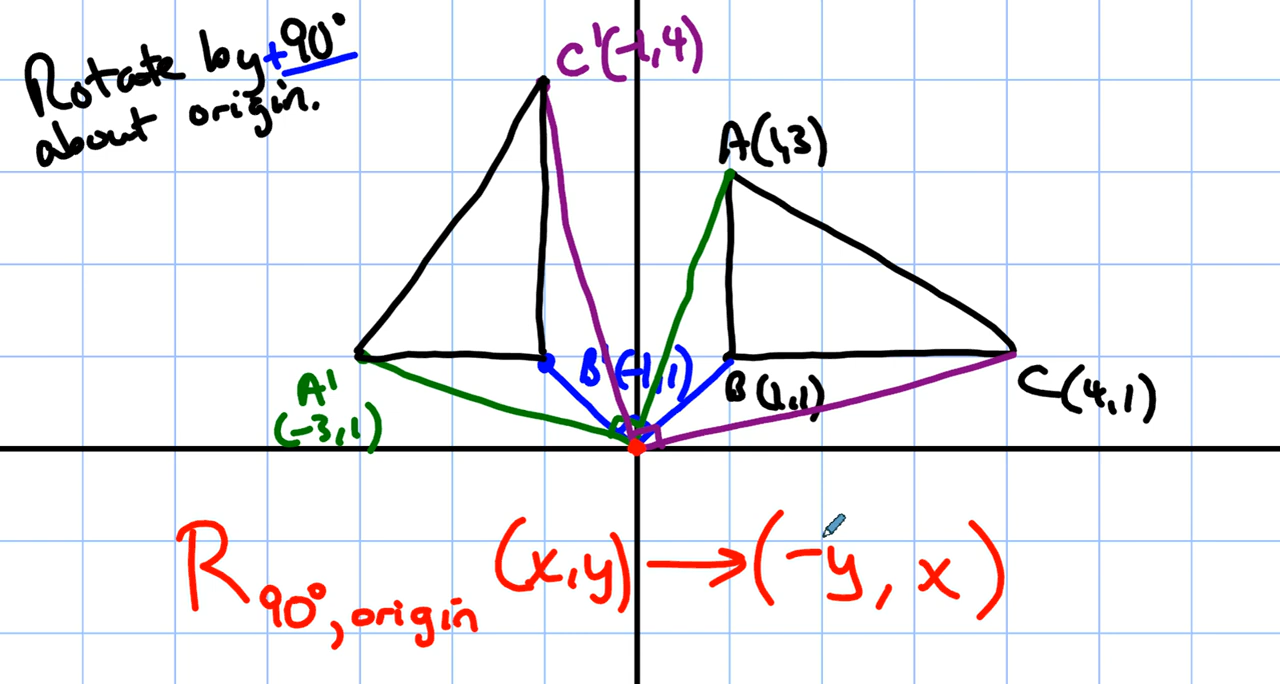 Rotate by +90°
about origin.
C'(-1,4)
A(1,3)
B'(-1,1)
B(1,1)
C(4,1)
A'
(-3,1)
R90°, origin (x,y) → (-y, x)